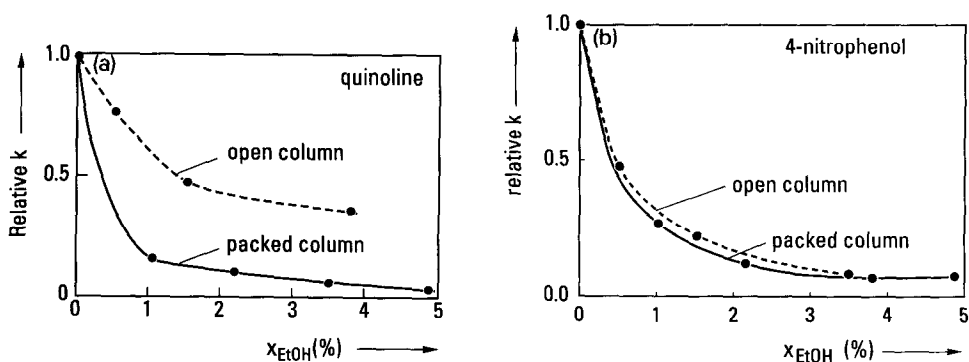 1.0
(a)
quinoline
Relative k
0.5
open column
packed column
0
0
1
2
3
4
5
xEtOH(%)
1.0
(b)
4-nitrophenol
relative k
0.5
open column
packed column
0.0
0
1
2
3
4
5
xEtOH (%)